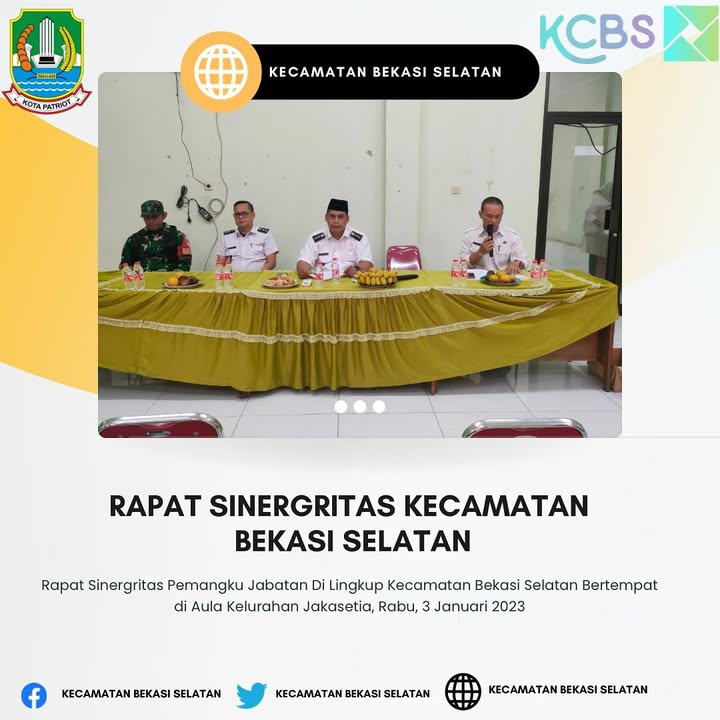 KOTA PATRIOT
KCBS
KECAMATAN BEKASI SELATAN
RAPAT SINERGRITAS KECAMATAN
BEKASI SELATAN
Rapat Sinergritas Pemangku Jabatan Di Lingkup Kecamatan Bekasi Selatan Bertempat
di Aula Kelurahan Jakasetia, Rabu, 3 Januari 2023
KECAMATAN BEKASI SELATAN
KECAMATAN BEKASI SELATAN
KECAMATAN BEKASI SELATAN